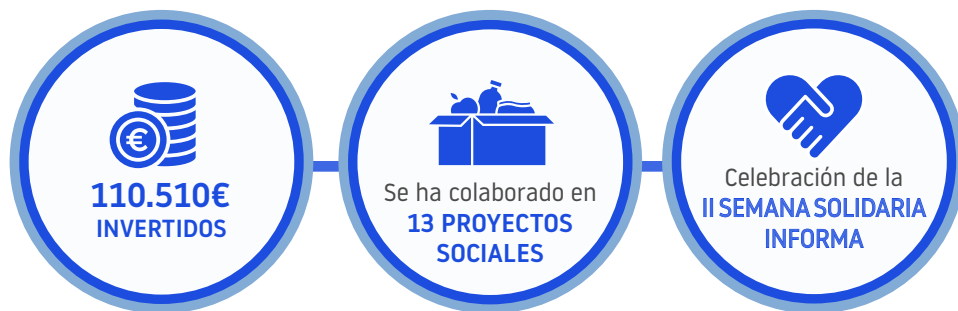 €
110.510€
INVERTIDOS
Se ha colaborado en
13 PROYECTOS
SOCIALES
Celebración de la
II SEMANA SOLIDARIA
INFORMA